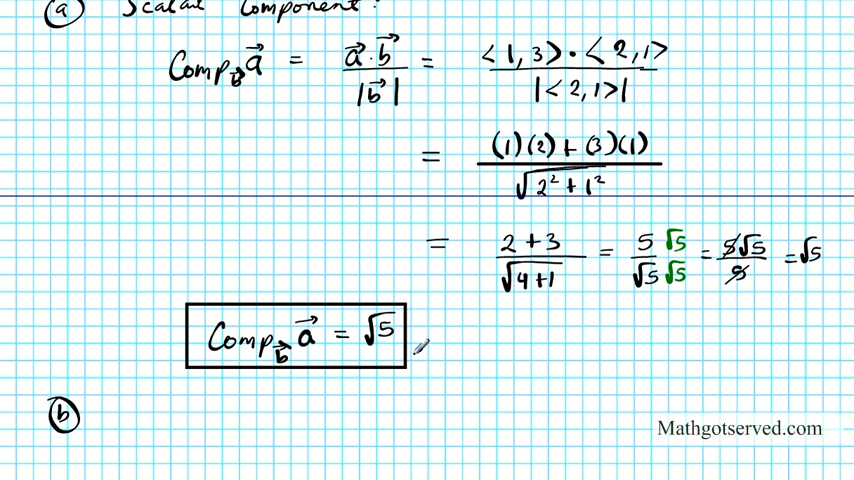 (a) Scalar Component:
Comp_b⃗ a⃗ = a⃗ · b⃗ / |b⃗| = <1, 3> · <2, 1> / |<2, 1>|
= (1)(2) + (3)(1) / √(2² + 1²)
= 2 + 3 / √(4+1) = 5 √5 / √5 √5 = 5√5 / 5 = √5
Comp_b⃗ a⃗ = √5
(b)
Mathgotserved.com